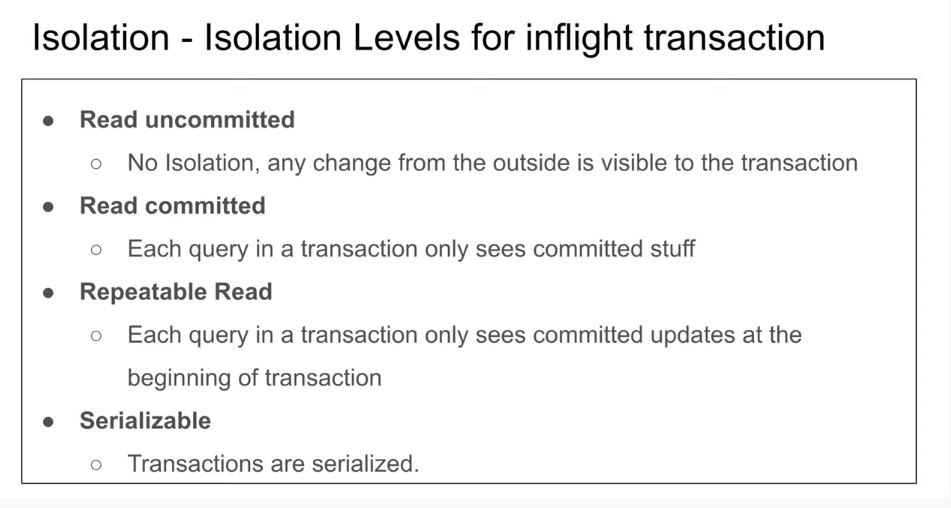 Isolation - Isolation Levels for inflight transaction
● Read uncommitted
○ No Isolation, any change from the outside is visible to the transaction
● Read committed
○ Each query in a transaction only sees committed stuff
● Repeatable Read
○ Each query in a transaction only sees committed updates at the
beginning of transaction
● Serializable
○ Transactions are serialized.